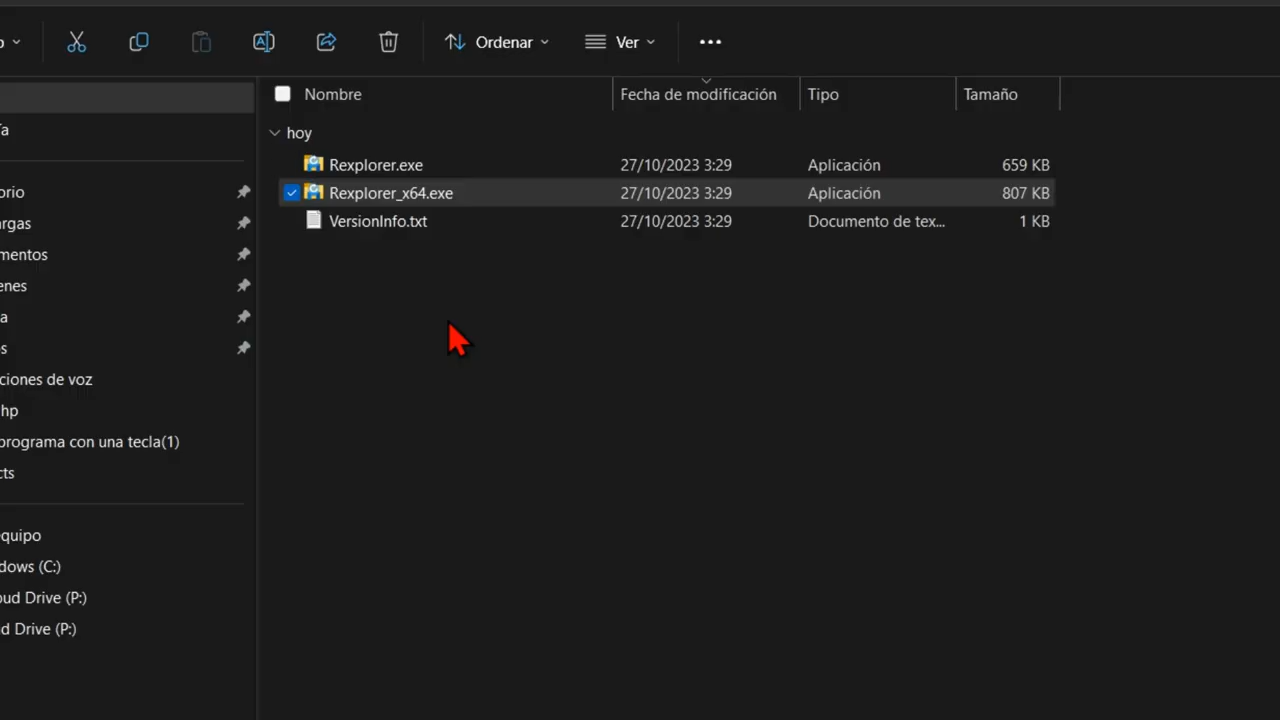 Ordenar Ver
Nombre Fecha de modificación Tipo Tamaño
hoy
Rexplorer.exe 27/10/2023 3:29 Aplicación 659 KB
Rexplorer_x64.exe 27/10/2023 3:29 Aplicación 807 KB
VersionInfo.txt 27/10/2023 3:29 Documento de tex... 1 KB
ía
orio
argas
mentos
enes
a
s
ciones de voz
hp
programa con una tecla(1)
cts
equipo
dows (C:)
oud Drive (P:)
d Drive (P:)